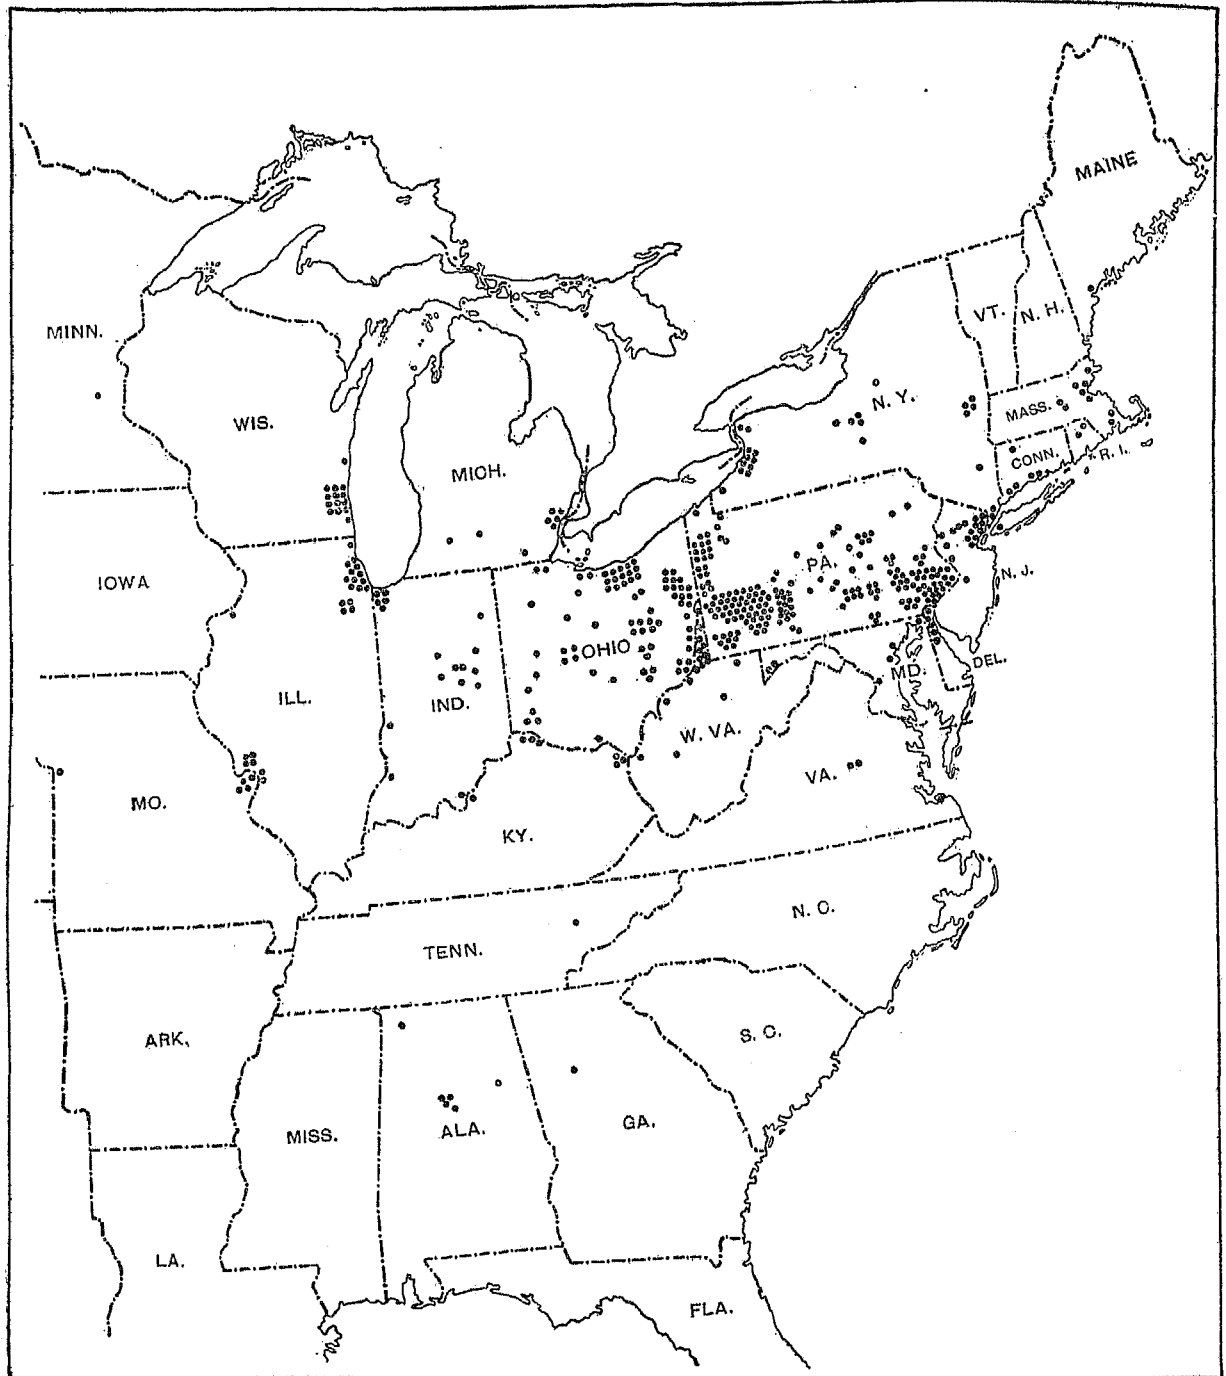 MAINE
MINN.
VT.
N. H.
WIS.
N. Y.
MASS.
MICH.
CONN.
R. I.
IOWA
PA.
N. J.
OHIO
DEL.
MD.
ILL.
IND.
W. VA.
VA.
MO.
KY.
N. C.
TENN.
ARK.
S. C.
MISS.
ALA.
GA.
LA.
FLA.